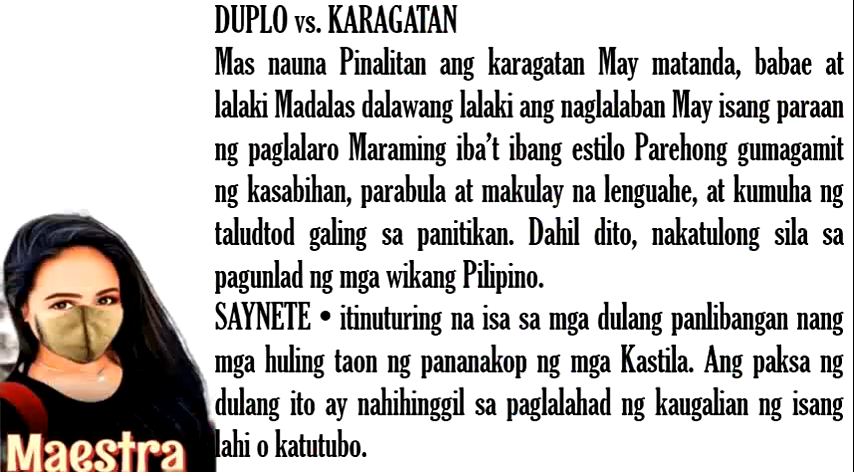 DUPLO vs. KARAGATAN
Mas nauna Pinalitan ang karagatan May matanda, babae at
lalaki Madalas dalawang lalaki ang naglalaban May isang paraan
ng paglalaro Maraming iba't ibang estilo Parehong gumagamit
ng kasabihan, parabula at makulay na lenguahe, at kumuha ng
taludtod galing sa panitikan. Dahil dito, nakatulong sila sa
pagunlad ng mga wikang Pilipino.
SAYNETE • itinuturing na isa sa mga dulang panlibangan nang
mga huling taon ng pananakop ng mga Kastila. Ang paksa ng
dulang ito ay nahihinggil sa paglalahad ng kaugalian ng isang
lahi o katutubo.
Maestra